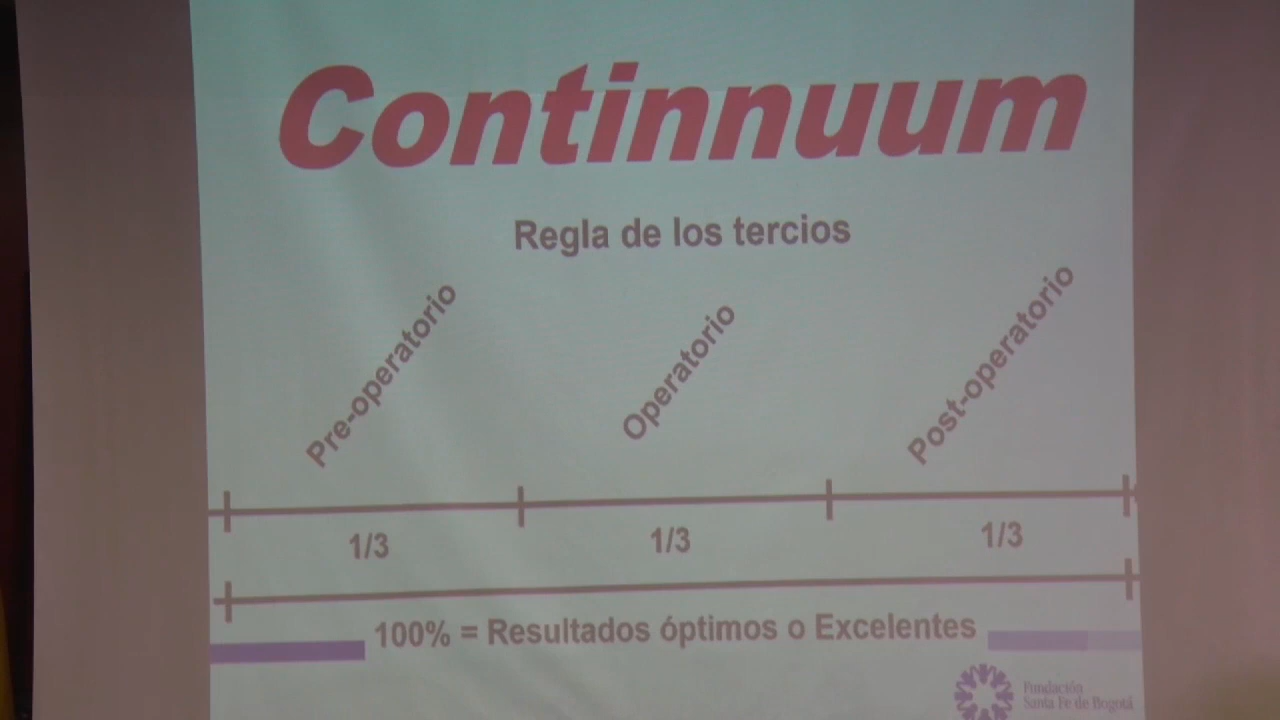 Continnuum
Regla de los tercios
Pre-operatorio
Operatorio
Post-operatorio
1/3
1/3
1/3
100% = Resultados óptimos o Excelentes
Fundación
Santa Fe de Bogotá